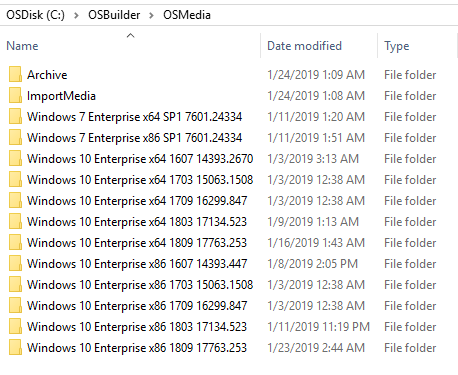 OSDisk (C:) > OSBuilder > OSMedia
Name Date modified Type
Archive 1/24/2019 1:09 AM File folder
ImportMedia 1/24/2019 1:08 AM File folder
Windows 7 Enterprise x64 SP1 7601.24334 1/11/2019 1:20 AM File folder
Windows 7 Enterprise x86 SP1 7601.24334 1/11/2019 1:51 AM File folder
Windows 10 Enterprise x64 1607 14393.2670 1/3/2019 3:13 AM File folder
Windows 10 Enterprise x64 1703 15063.1508 1/3/2019 12:38 AM File folder
Windows 10 Enterprise x64 1709 16299.847 1/3/2019 12:38 AM File folder
Windows 10 Enterprise x64 1803 17134.523 1/9/2019 1:13 AM File folder
Windows 10 Enterprise x64 1809 17763.253 1/16/2019 1:43 AM File folder
Windows 10 Enterprise x86 1607 14393.447 1/8/2019 2:05 PM File folder
Windows 10 Enterprise x86 1703 15063.1506 1/3/2019 12:38 AM File folder
Windows 10 Enterprise x86 1709 16299.847 1/3/2019 12:38 AM File folder
Windows 10 Enterprise x86 1803 17134.523 1/11/2019 11:19 PM File folder
Windows 10 Enterprise x86 1809 17763.253 1/23/2019 2:44 AM File folder